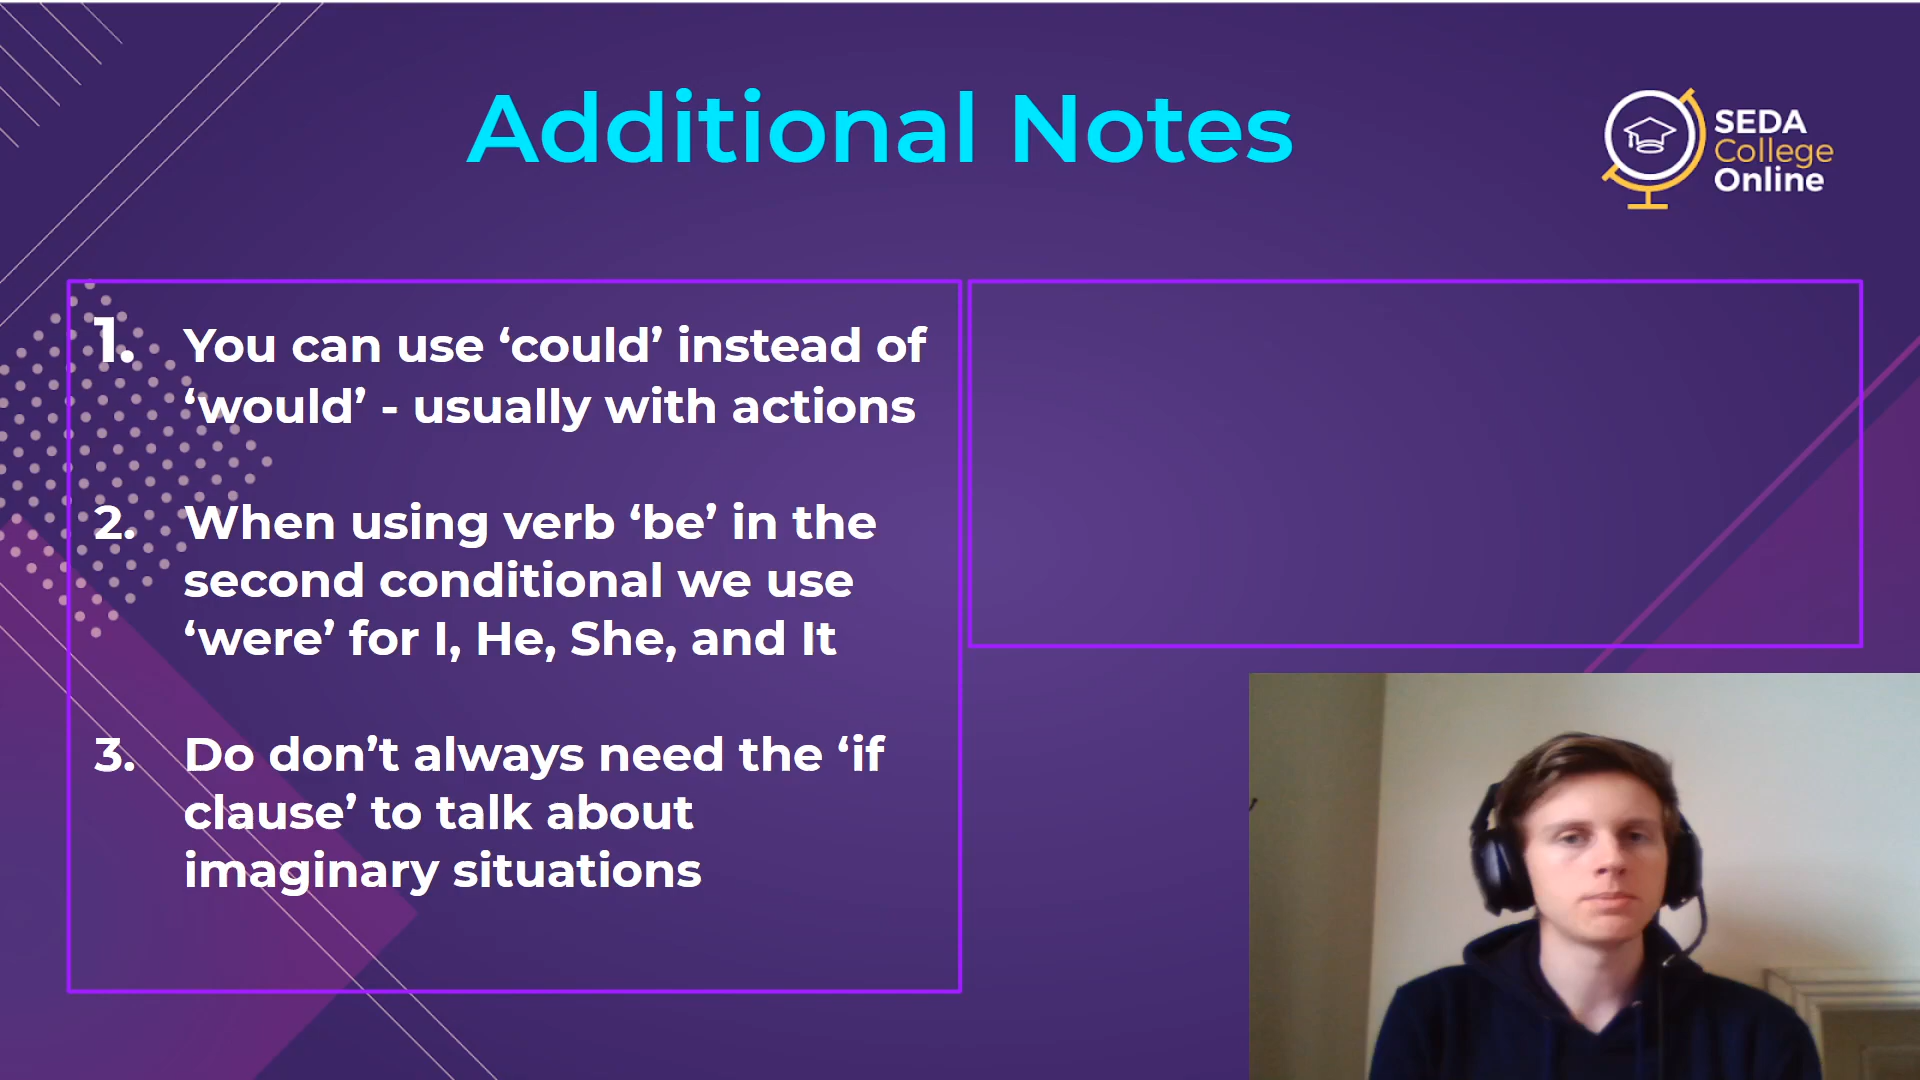 Additional Notes
SEDA
College
Online
1. You can use ‘could’ instead of
‘would’ - usually with actions
2. When using verb ‘be’ in the
second conditional we use
‘were’ for I, He, She, and It
3. Do don’t always need the ‘if
clause’ to talk about
imaginary situations